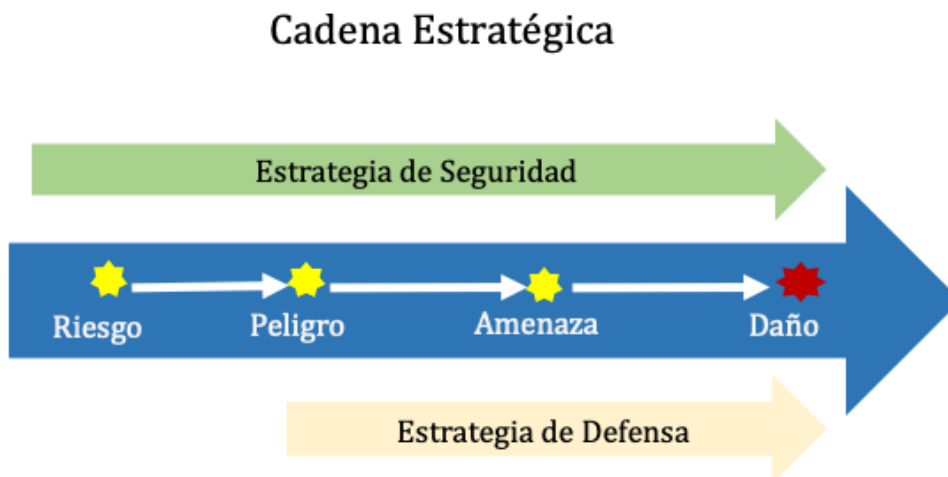 Cadena Estratégica
Estrategia de Seguridad
Riesgo
Peligro
Amenaza
Daño
Estrategia de Defensa